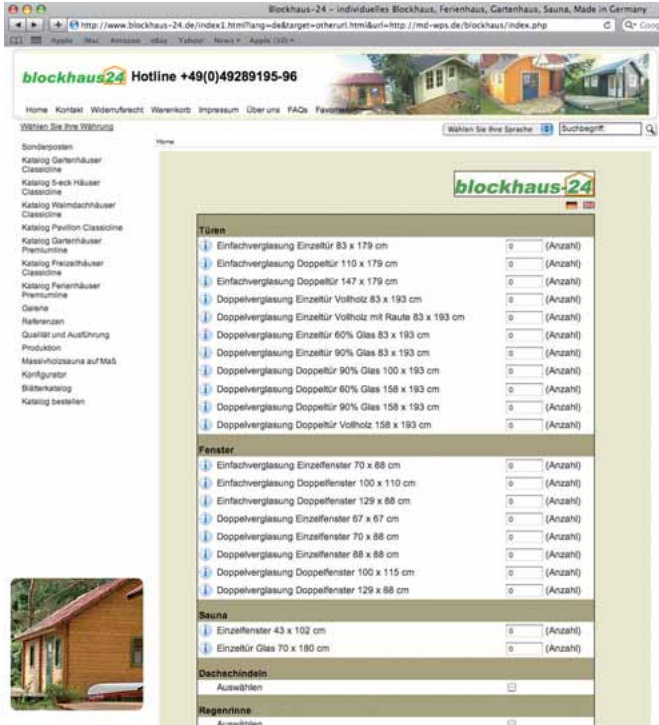 Blockhaus-24 – individuelles Blockhaus, Ferienhaus, Gartenhaus, Sauna, Made in Germany
http://www.blockhaus-24.de/index1.html?lang=de&target=otherurl.html&url=http://md-wps.de/blockhaus/index.php
Apple Mac Amazon eBay Yahoo! News Apple
blockhaus24 Hotline +49(0)49289195-96
Home Kontakt Widerrufsrecht Warenkorb Impressum Über uns FAQs
Wählen Sie Ihre Währung
Wählen Sie Ihre Sprache
Suchbegriff:
Home
Sonderposten
Katalog Gartenhäuser
Classicline
Katalog 5-eck Häuser
Classicline
Katalog Walmdachhäuser
Classicline
Katalog Pavillon Classicline
Katalog Gartenhäuser
Premiumline
Katalog Freizeithäuser
Classicline
Katalog Ferienhäuser
Premiumline
Galerie
Referenzen
Qualität und Ausführung
Produktion
Massivholzsauna auf Maß
Konfigurator
Blätterkatalog
Katalog bestellen
blockhaus-24
Türen
Einfachverglasung Einzeltür 83 x 179 cm 0 (Anzahl)
Einfachverglasung Doppeltür 110 x 179 cm 0 (Anzahl)
Einfachverglasung Doppeltür 147 x 179 cm 0 (Anzahl)
Doppelverglasung Einzeltür Vollholz 83 x 193 cm 0 (Anzahl)
Doppelverglasung Einzeltür Vollholz mit Raute 83 x 193 cm 0 (Anzahl)
Doppelverglasung Einzeltür 60% Glas 83 x 193 cm 0 (Anzahl)
Doppelverglasung Einzeltür 90% Glas 83 x 193 cm 0 (Anzahl)
Doppelverglasung Doppeltür 90% Glas 100 x 193 cm 0 (Anzahl)
Doppelverglasung Doppeltür 60% Glas 158 x 193 cm 0 (Anzahl)
Doppelverglasung Doppeltür 90% Glas 158 x 193 cm 0 (Anzahl)
Doppelverglasung Doppeltür Vollholz 158 x 193 cm 0 (Anzahl)
Fenster
Einfachverglasung Einzelfenster 70 x 88 cm 0 (Anzahl)
Einfachverglasung Doppelfenster 100 x 110 cm 0 (Anzahl)
Einfachverglasung Doppelfenster 129 x 88 cm 0 (Anzahl)
Doppelverglasung Einzelfenster 67 x 67 cm 0 (Anzahl)
Doppelverglasung Einzelfenster 70 x 88 cm 0 (Anzahl)
Doppelverglasung Einzelfenster 88 x 88 cm 0 (Anzahl)
Doppelverglasung Doppelfenster 100 x 115 cm 0 (Anzahl)
Doppelverglasung Doppelfenster 129 x 88 cm 0 (Anzahl)
Sauna
Einzelfenster 43 x 102 cm 0 (Anzahl)
Einzeltür Glas 70 x 180 cm 0 (Anzahl)
Dachschindeln
Auswählen
Regenrinne
Auswählen